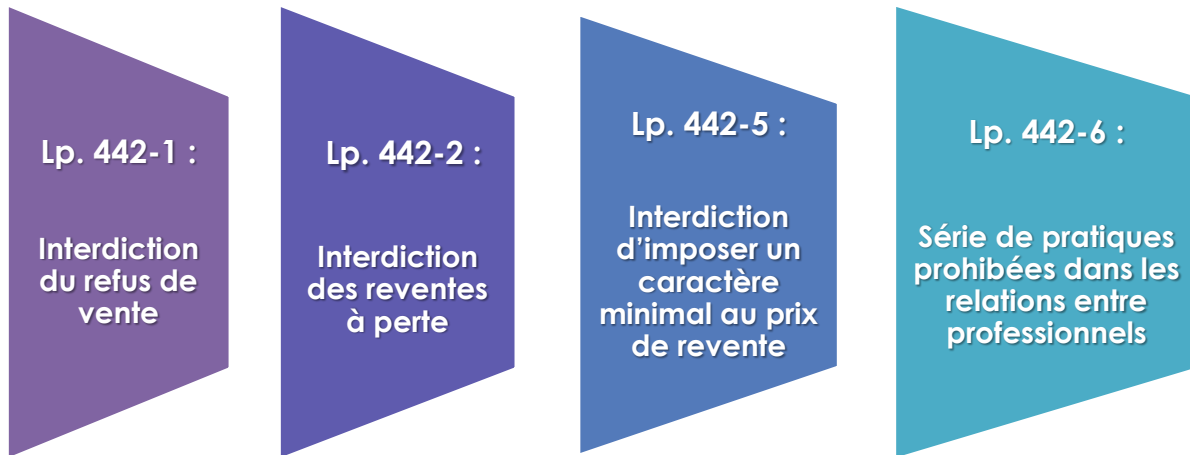 Lp. 442-1 :
Interdiction
du refus de
vente
Lp. 442-2 :
Interdiction
des reventes
à perte
Lp. 442-5 :
Interdiction
d’imposer un
caractère
minimal au prix
de revente
Lp. 442-6 :
Série de pratiques
prohibées dans les
relations entre
professionnels